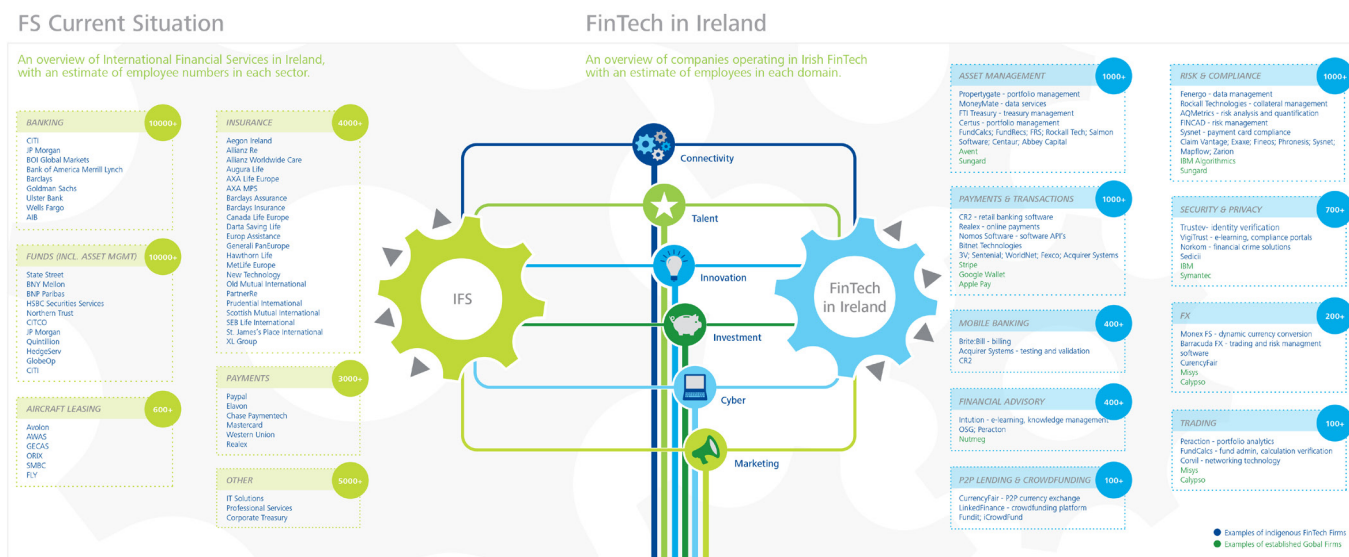 FS Current Situation
An overview of International Financial Services in Ireland,
with an estimate of employee numbers in each sector.
BANKING 10000+
CITI
JP Morgan
BOI Global Markets
Bank of America Merrill Lynch
Barclays
Goldman Sachs
Ulster Bank
Wells Fargo
AIB
FUNDS (INCL. ASSET MGMT) 10000+
State Street
BNY Mellon
BNP Paribas
HSBC Securities Services
Northern Trust
CITCO
JP Morgan
Quintillion
HedgeServ
GlobeOp
CITI
AIRCRAFT LEASING 600+
Avolon
AWAS
GECAS
ORIX
SMBC
FLY
INSURANCE 4000+
Aegon Ireland
Allianz Re
Allianz Worldwide Care
Augura Life
AXA Life Europe
AXA MPS
Barclays Assurance
Barclays Insurance
Canada Life Europe
Darta Saving Life
Europ Assistance
Generali PanEurope
Hawthorn Life
MetLife Europe
New Technology
Old Mutual International
PartnerRe
Prudential International
Scottish Mutual International
SEB Life International
St. James's Place International
XL Group
PAYMENTS 3000+
Paypal
Elavon
Chase Paymentech
Mastercard
Western Union
Realex
OTHER 5000+
IT Solutions
Professional Services
Corporate Treasury
FinTech in Ireland
An overview of companies operating in Irish FinTech
with an estimate of employees in each domain.
IFS
Connectivity
Talent
Innovation
Investment
Cyber
Marketing
FinTech
in Ireland
ASSET MANAGEMENT 1000+
Propertygate - portfolio management
MoneyMate - data services
FTI Treasury - treasury management
Certus - portfolio management
FundCalcs; FundRecs; FRS; Rockall Tech; Salmon
Software; Centaur; Abbey Capital
Avent
Sungard
PAYMENTS & TRANSACTIONS 1000+
CR2 - retail banking software
Realex - online payments
Nomos Software - software API's
Bitnet Technologies
3V; Sentenial; WorldNet; Fexco; Acquirer Systems
Stripe
Google Wallet
Apple Pay
MOBILE BANKING 400+
Brite:Bill - billing
Acquirer Systems - testing and validation
CR2
FINANCIAL ADVISORY 400+
Intution - e-learning, knowledge management
OSG; Peracton
Nutmeg
P2P LENDING & CROWDFUNDING 100+
CurrencyFair - P2P currency exchange
LinkedFinance - crowdfunding platform
Fundit; iCrowdFund
RISK & COMPLIANCE 1000+
Fenergo - data management
Rockall Technologies - collateral management
AQMetrics - risk analysis and quantification
FINCAD - risk management
Sysnet - payment card compliance
Claim Vantage; Exaxe; Fineos; Phronesis; Sysnet;
Mapflow; Zarion
IBM Algorithmics
Sungard
SECURITY & PRIVACY 700+
Trustev- identity verification
VigiTrust - e-learning, compliance portals
Norkom - financial crime solutions
Sedicii
IBM
Symantec
FX 200+
Monex FS - dynamic currency conversion
Barracuda FX - trading and risk managment
software
CurencyFair
Misys
Calypso
TRADING 100+
Peraction - portfolio analytics
FundCalcs - fund admin, calculation verification
Corvil - networking technology
Misys
Calypso
Examples of indigenous FinTech Firms
Examples of established Gobal Firms